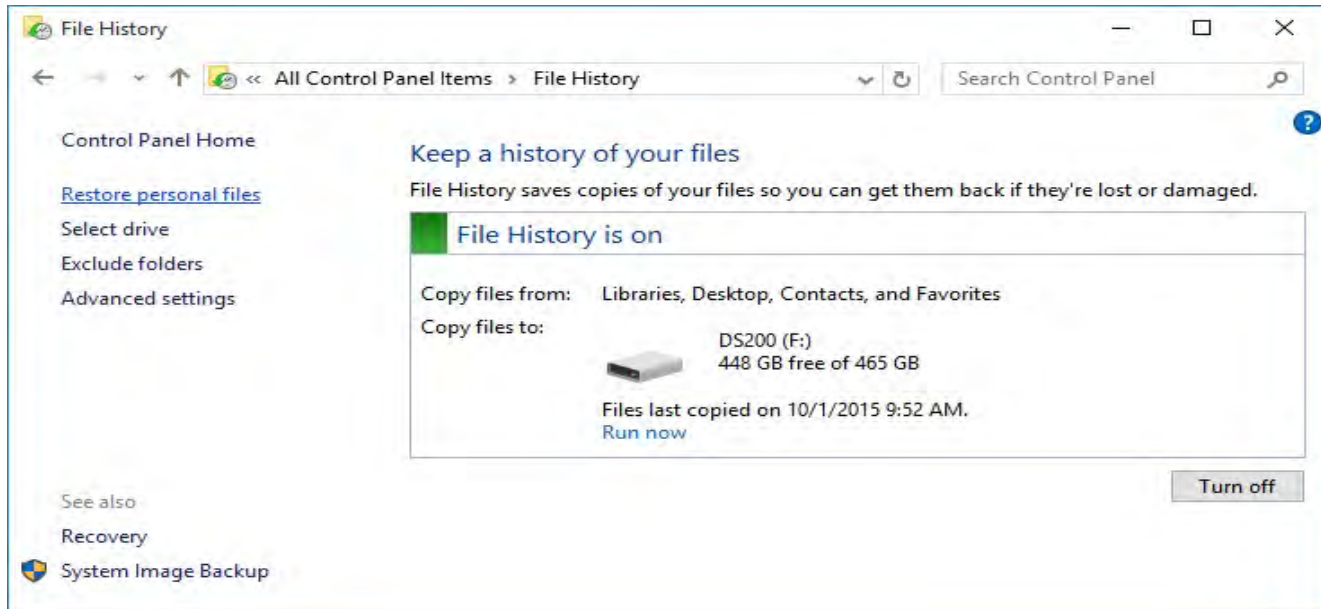 File History
« All Control Panel Items › File History
Search Control Panel
?
Control Panel Home
Restore personal files
Select drive
Exclude folders
Advanced settings
Keep a history of your files
File History saves copies of your files so you can get them back if they're lost or damaged.
File History is on
Copy files from: Libraries, Desktop, Contacts, and Favorites
Copy files to:
DS200 (F:)
448 GB free of 465 GB
Files last copied on 10/1/2015 9:52 AM.
Run now
Turn off
See also
Recovery
System Image Backup